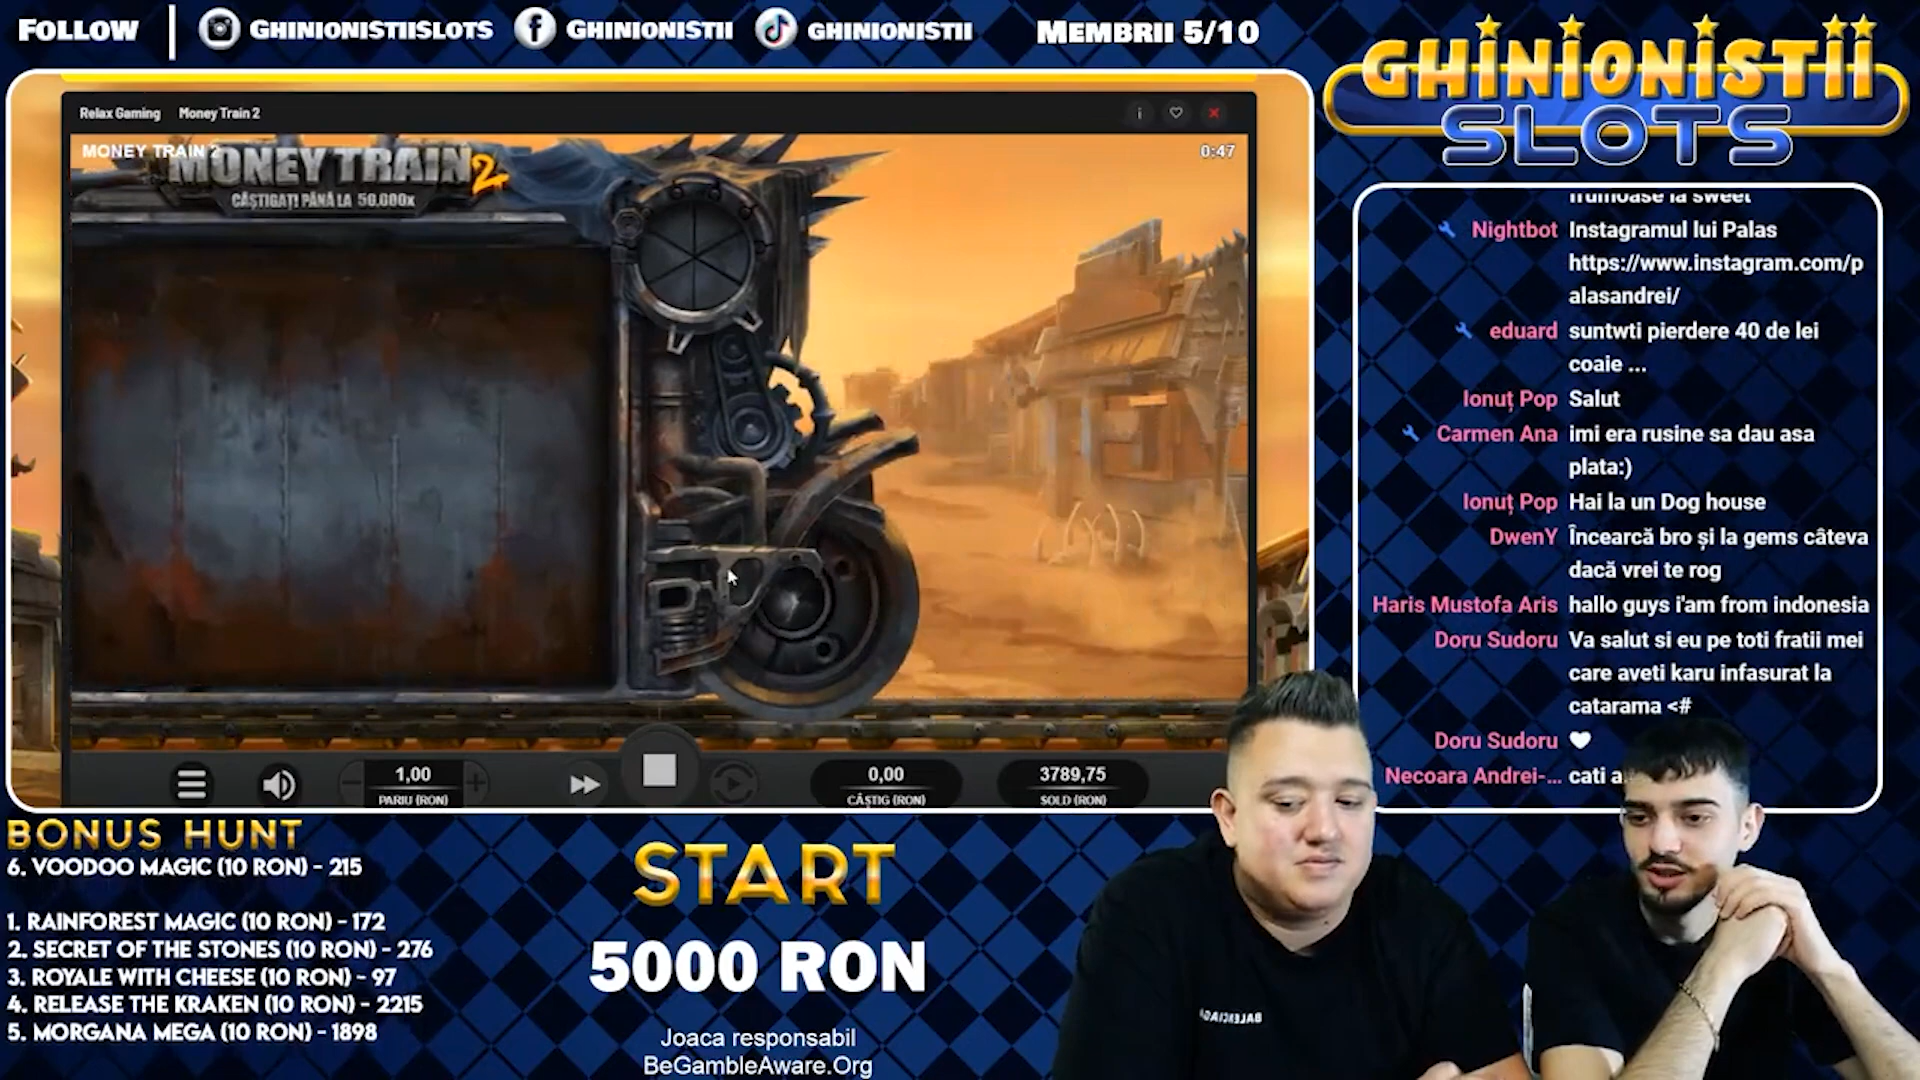 FOLLOW
GHINIONISTIISLOTS
GHINIONISTII
GHINIONISTII
MEMBRII 5/10
GHINIONISTII
SLOTS
Relax Gaming Money Train 2
MONEY TRAIN 2
0:47
MONEY TRAIN 2
CÂȘTIGAȚI PÂNĂ LA 50.000x
frumoase la sweet
Nightbot Instagramul lui Palas
https://www.instagram.com/p
alasandrei/
eduard suntwti pierdere 40 de lei
coaie ...
Ionuț Pop Salut
Carmen Ana imi era rusine sa dau asa
plata:)
Ionuț Pop Hai la un Dog house
DwenY Încearcă bro și la gems câteva
dacă vrei te rog
Haris Mustofa Aris hallo guys i'am from indonesia
Doru Sudoru Va salut si eu pe toti fratii mei
care aveti karu infasurat la
catarama <#
Doru Sudoru
Necoara Andrei-... cati
1,00
PARIU (RON)
0,00
CÂȘTIG (RON)
3789,75
SOLD (RON)
BONUS HUNT
6. VOODOO MAGIC (10 RON) - 215
1. RAINFOREST MAGIC (10 RON) - 172
2. SECRET OF THE STONES (10 RON) - 276
3. ROYALE WITH CHEESE (10 RON) - 97
4. RELEASE THE KRAKEN (10 RON) - 2215
5. MORGANA MEGA (10 RON) - 1898
START
5000 RON
Joaca responsabil
BeGambleAware.Org
BALENCIAGA